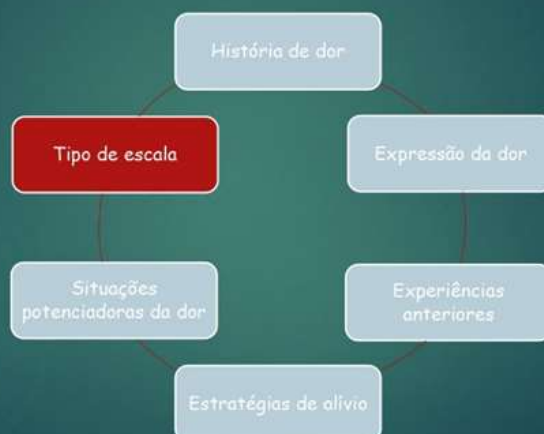 História de dor
Tipo de escala
Expressão da dor
Situações
potenciadoras da dor
Experiências
anteriores
Estratégias de alívio